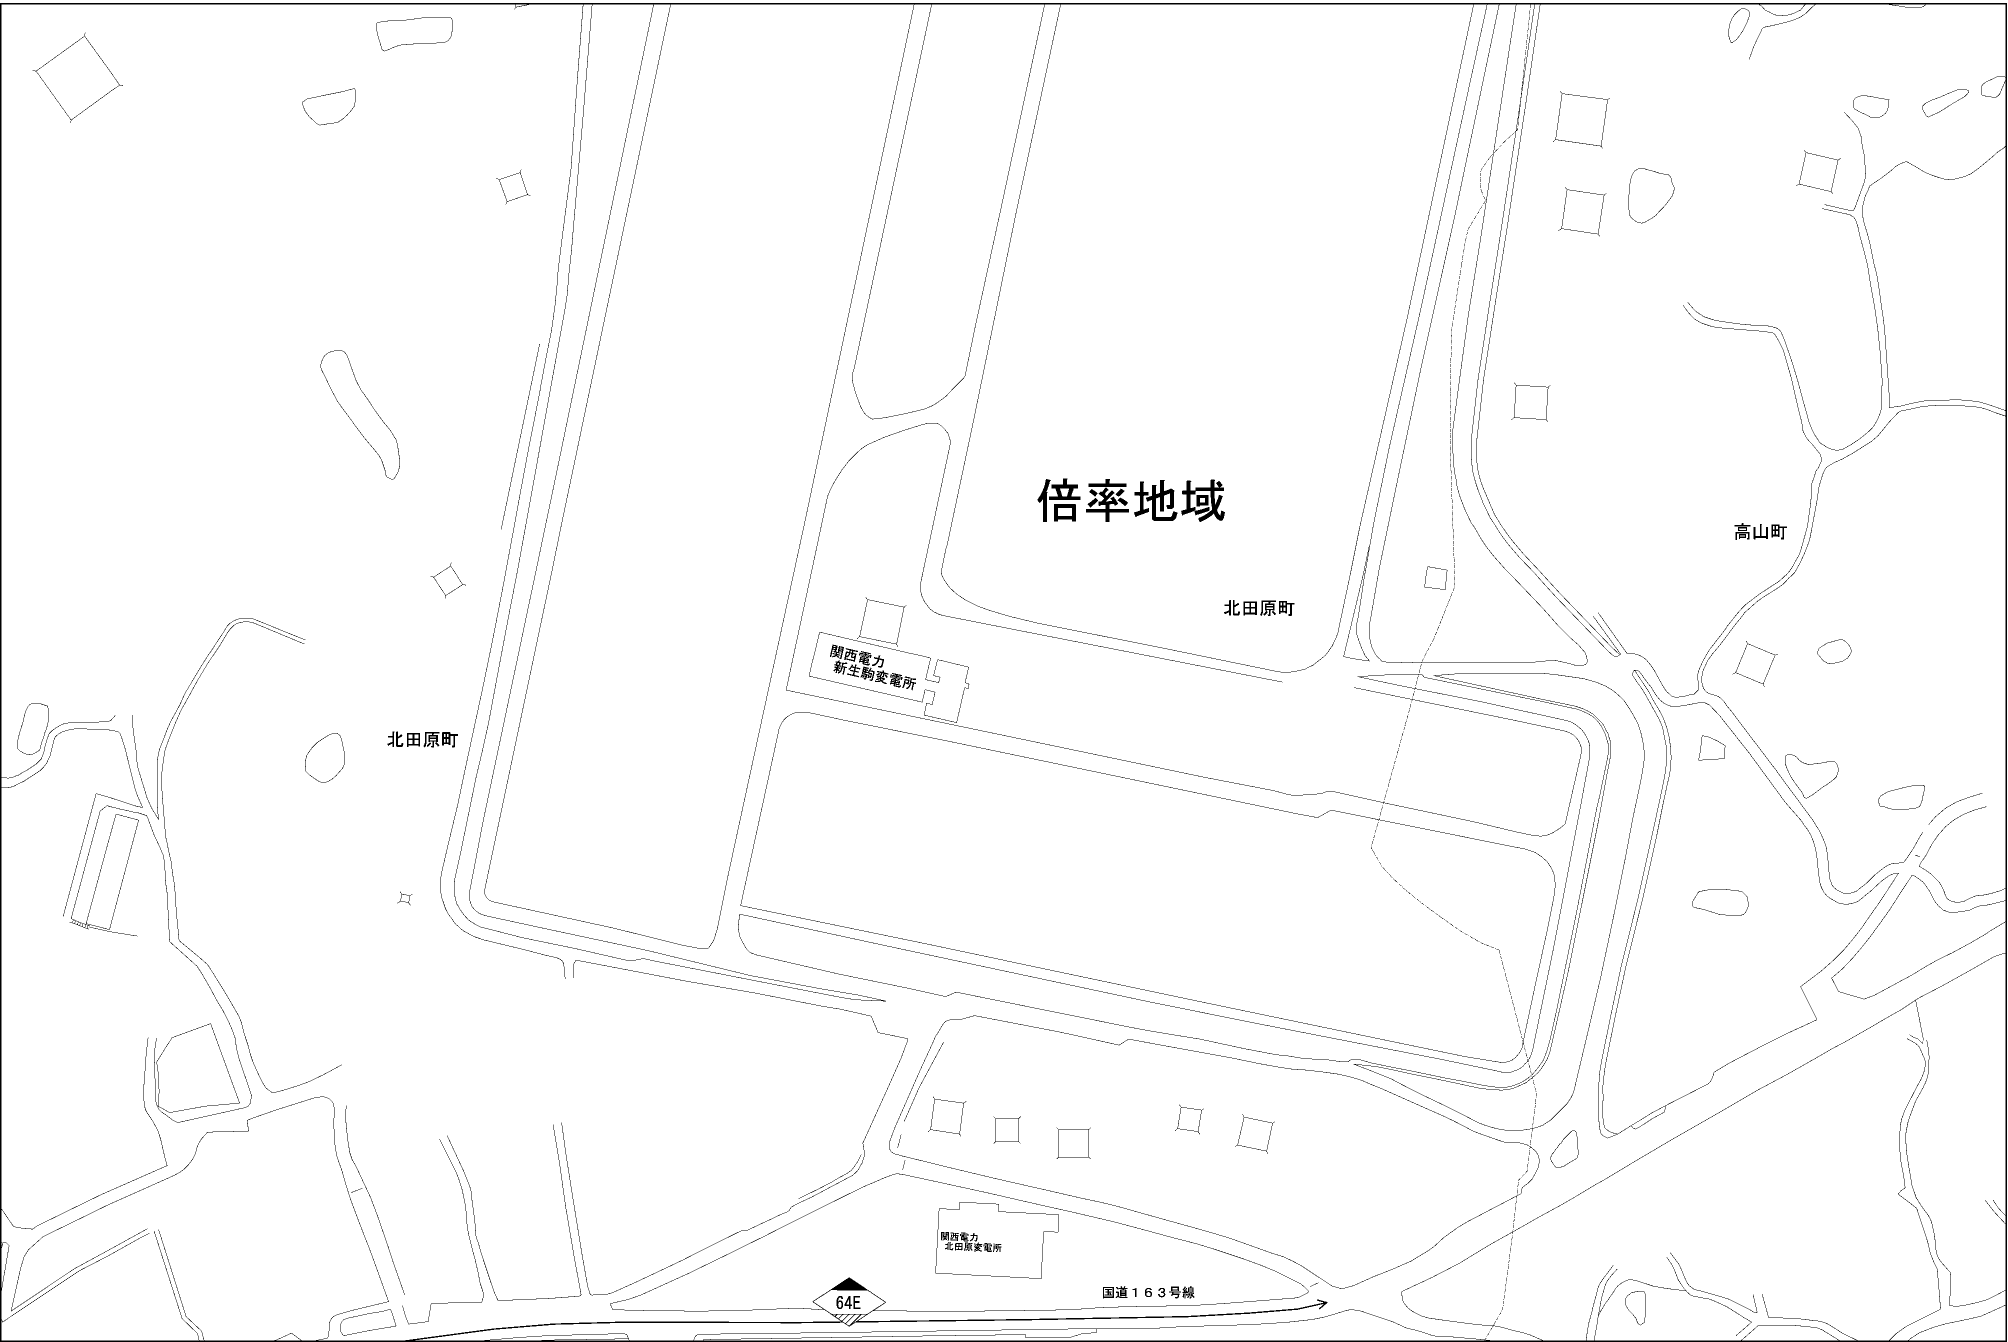 倍率地域
高山町
北田原町
関西電力
新生駒変電所
北田原町
関西電力
北田原変電所
国道１６３号線
64E